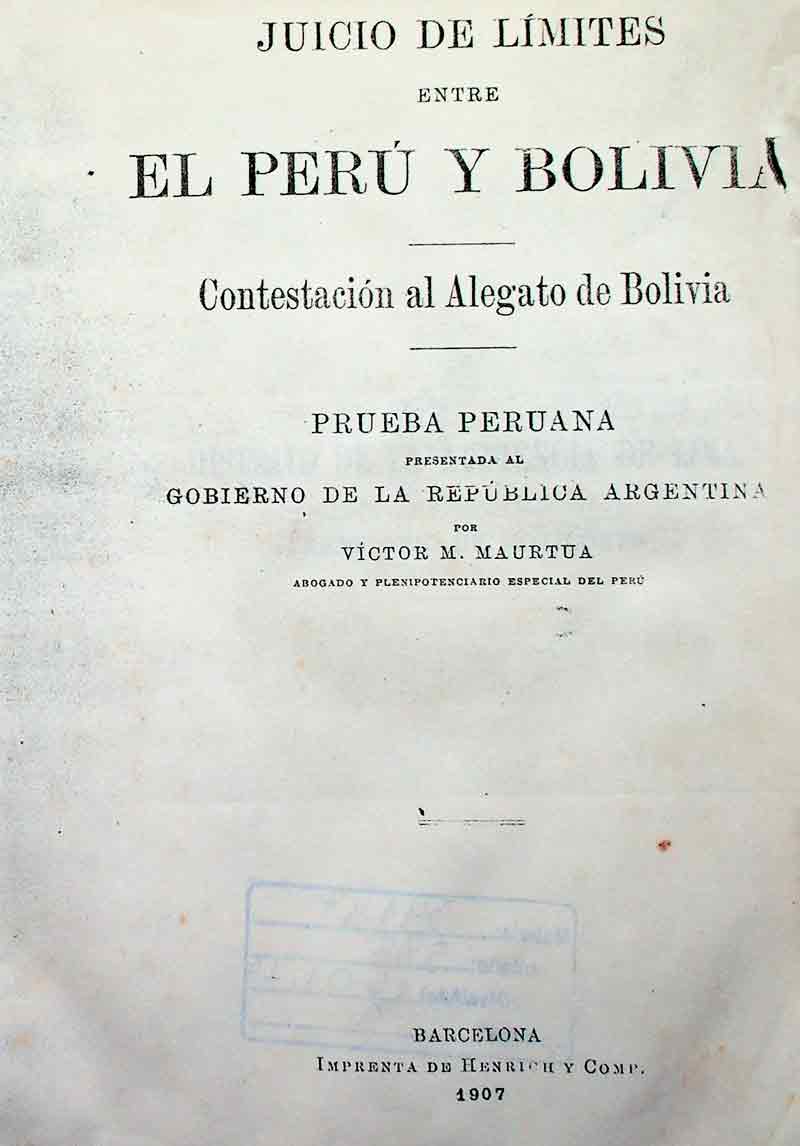 JUICIO DE LÍMITES
ENTRE
EL PERÚ Y BOLIVIA
Contestación al Alegato de Bolivia
PRUEBA PERUANA
PRESENTADA AL
GOBIERNO DE LA REPÚBLICA ARGENTINA
POR
VÍCTOR M. MAURTUA
ABOGADO Y PLENIPOTENCIARIO ESPECIAL DEL PERÚ
BARCELONA
IMPRENTA DE HENRICH Y COMP.
1907